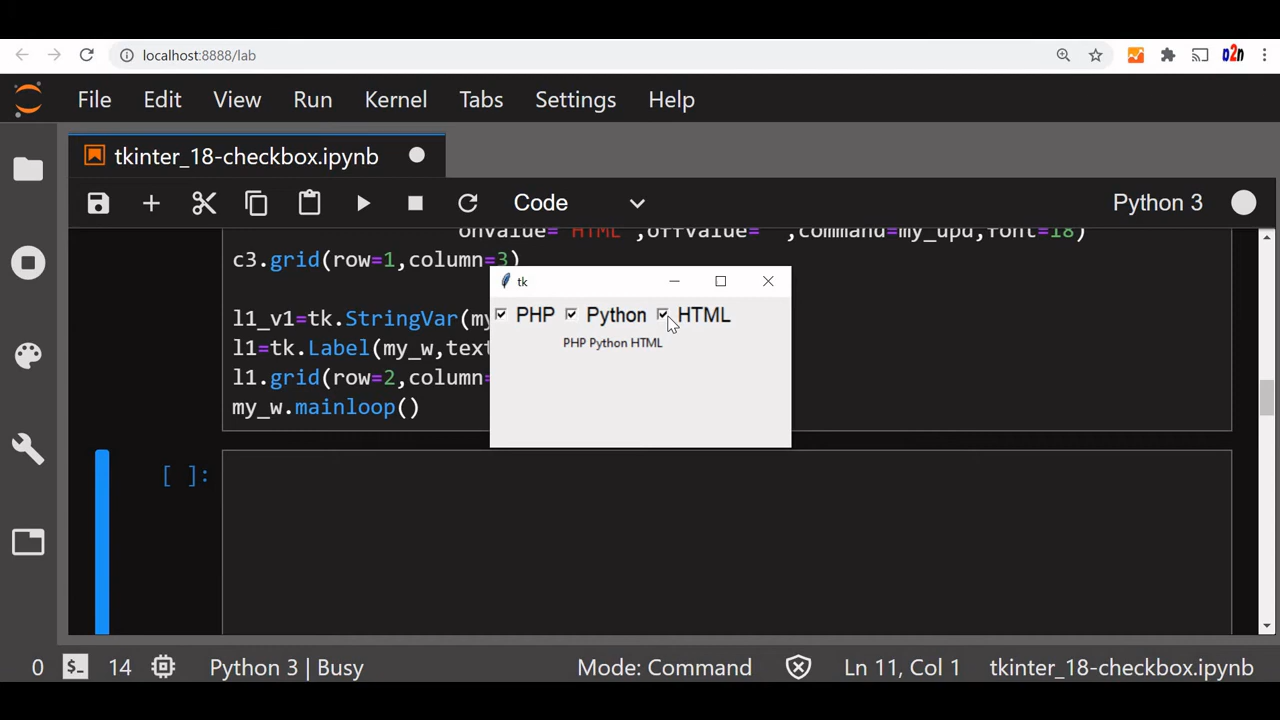 localhost:8888/lab
File Edit View Run Kernel Tabs Settings Help
tkinter_18-checkbox.ipynb
Code Python 3
onvalue='HTML',offvalue='',command=my_upd,font=18)
c3.grid(row=1,column=3)
tk
l1_v1=tk.StringVar(my
PHP Python HTML
l1=tk.Label(my_w,text
PHP Python HTML
l1.grid(row=2,column=
my_w.mainloop()
[ ]:
0 $_ 14 Python 3 | Busy Mode: Command Ln 11, Col 1 tkinter_18-checkbox.ipynb